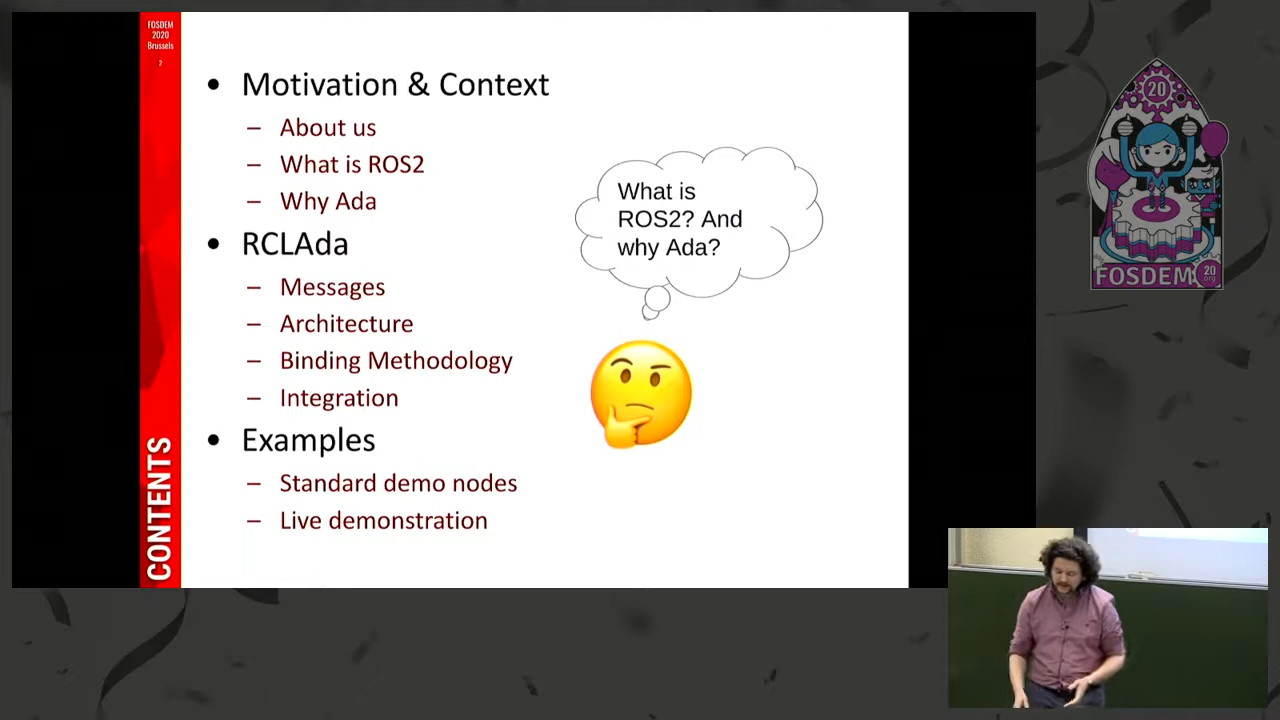 FOSDEM
2020
Brussels
2
CONTENTS
• Motivation & Context
– About us
– What is ROS2
– Why Ada
• RCLAda
– Messages
– Architecture
– Binding Methodology
– Integration
• Examples
– Standard demo nodes
– Live demonstration
What is
ROS2? And
why Ada?
20
FOSDEM
20
.org